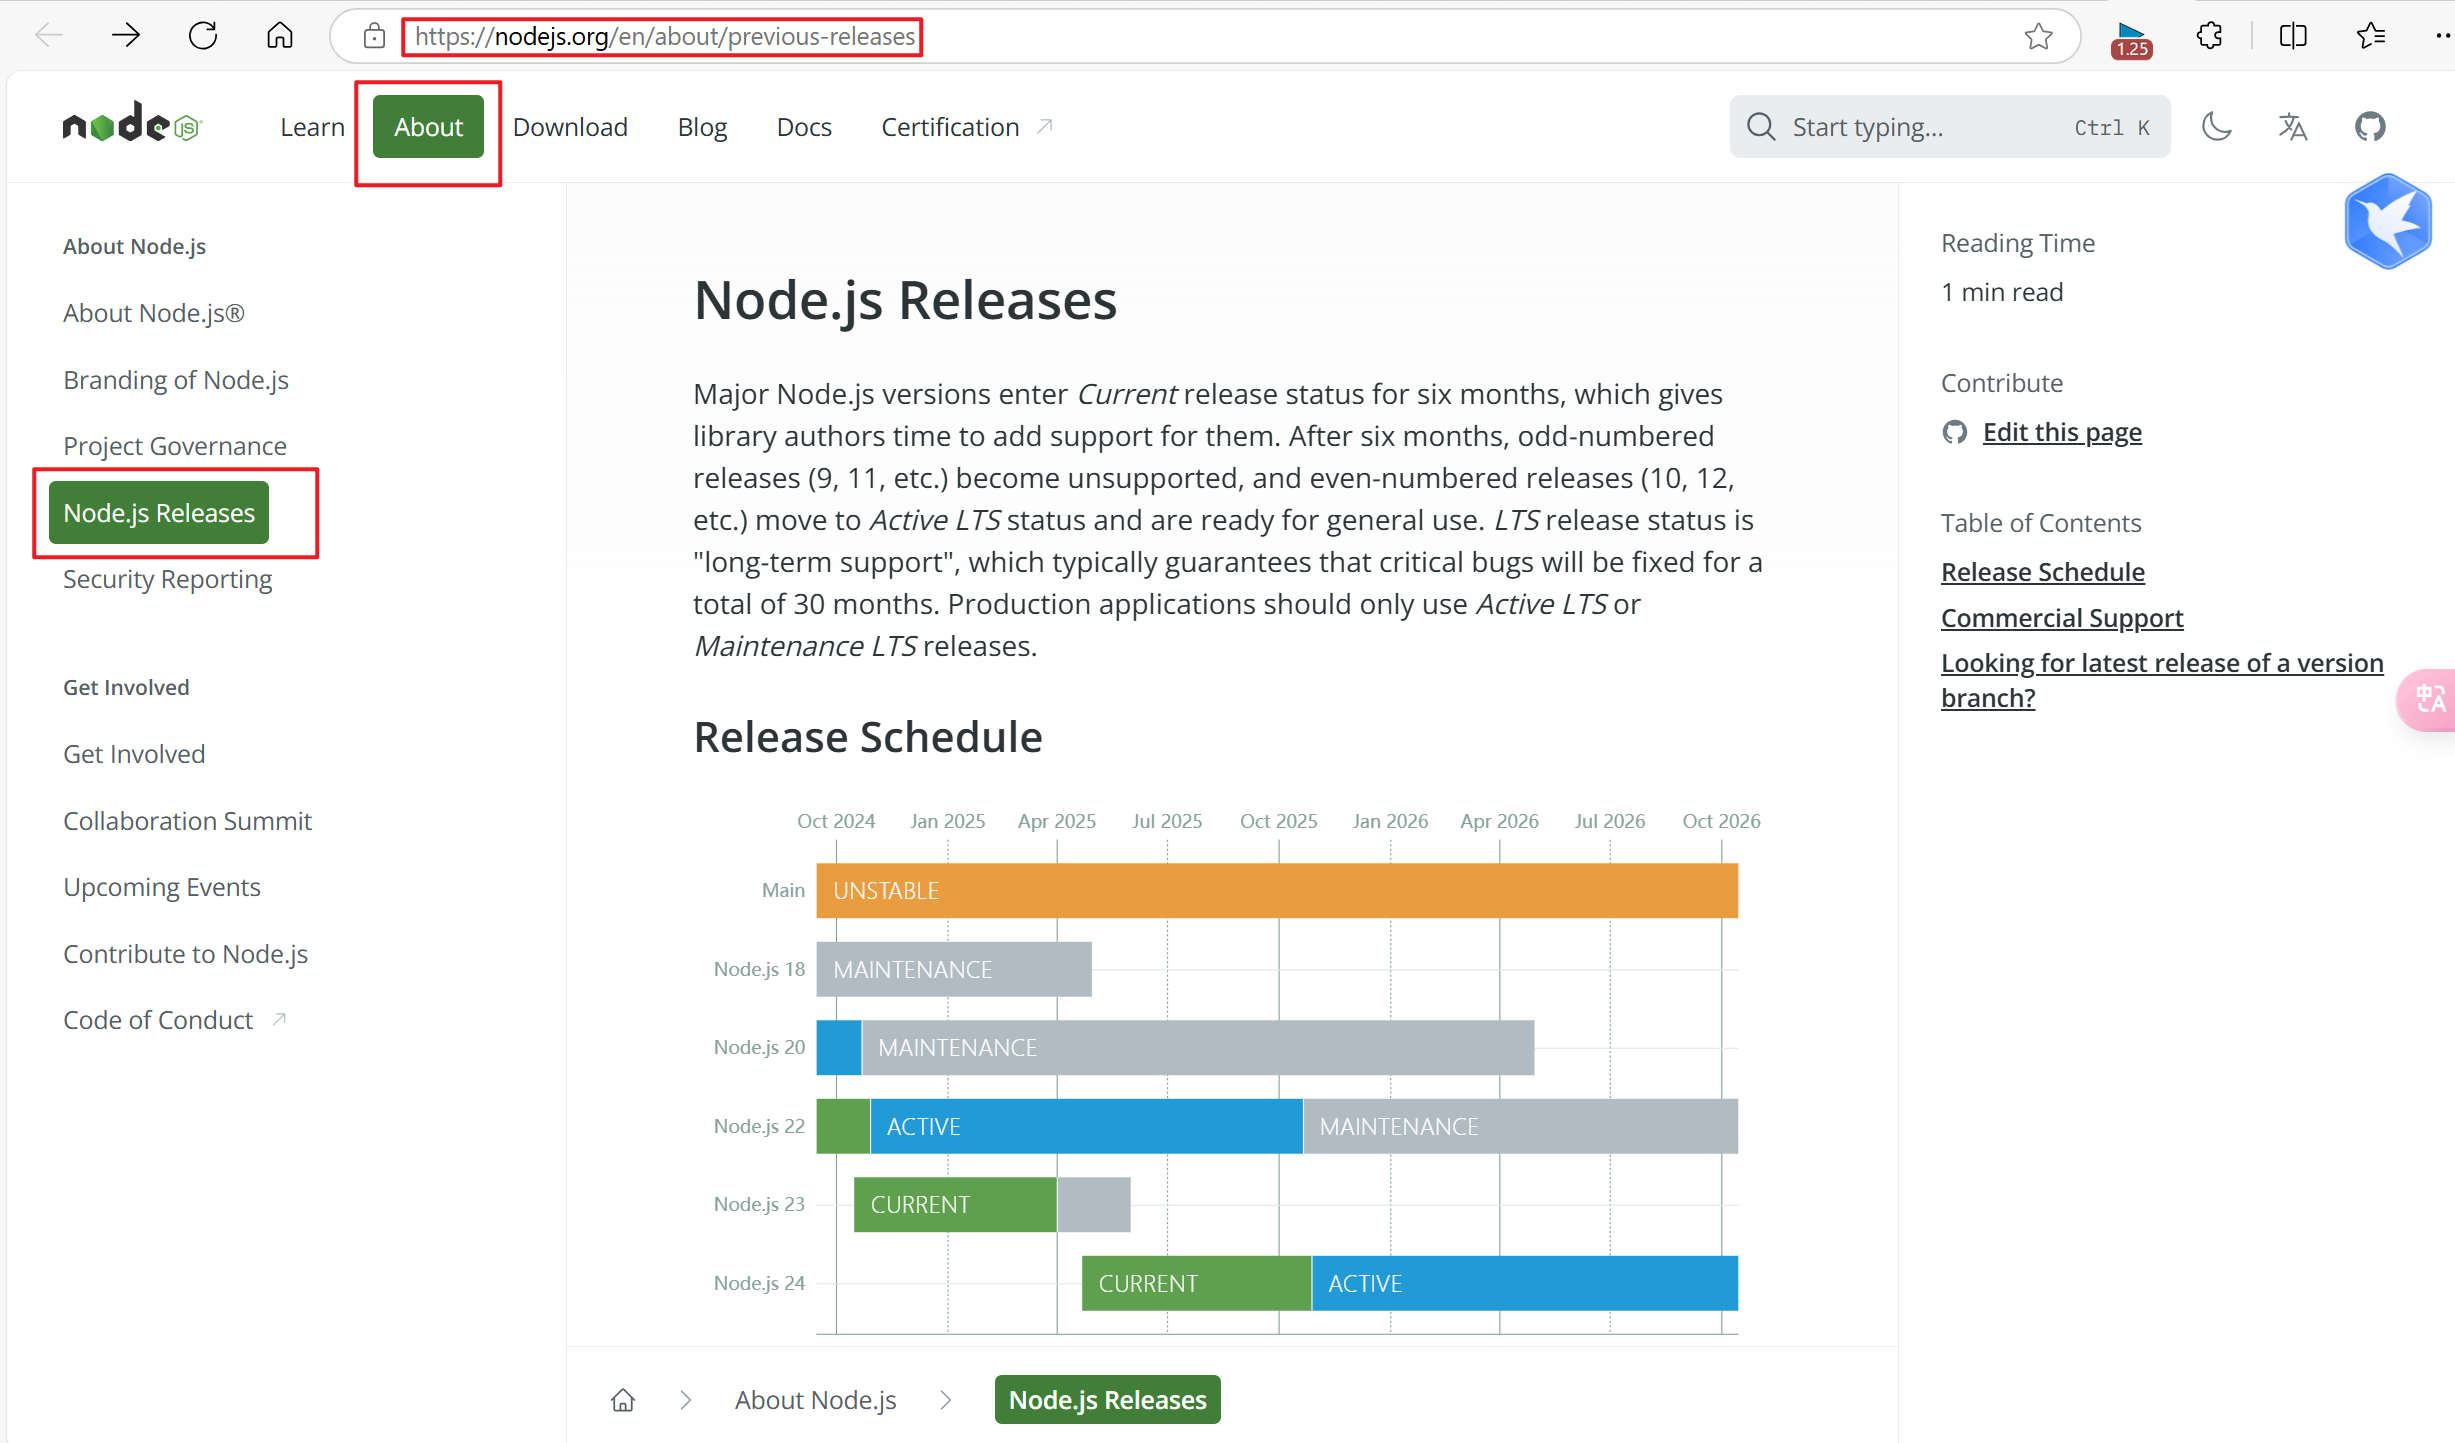 https://nodejs.org/en/about/previous-releases
1.25
node
JS
Learn
About
Download
Blog
Docs
Certification
Start typing...
Ctrl K
About Node.js
About Node.js®
Branding of Node.js
Project Governance
Node.js Releases
Security Reporting
Get Involved
Get Involved
Collaboration Summit
Upcoming Events
Contribute to Node.js
Code of Conduct
Node.js Releases
Major Node.js versions enter Current release status for six months, which gives
library authors time to add support for them. After six months, odd-numbered
releases (9, 11, etc.) become unsupported, and even-numbered releases (10, 12,
etc.) move to Active LTS status and are ready for general use. LTS release status is
"long-term support", which typically guarantees that critical bugs will be fixed for a
total of 30 months. Production applications should only use Active LTS or
Maintenance LTS releases.
Release Schedule
Oct 2024 Jan 2025 Apr 2025 Jul 2025 Oct 2025 Jan 2026 Apr 2026 Jul 2026 Oct 2026
Main UNSTABLE
Node.js 18 MAINTENANCE
Node.js 20 MAINTENANCE
Node.js 22 ACTIVE MAINTENANCE
Node.js 23 CURRENT
Node.js 24 CURRENT ACTIVE
About Node.js
Node.js Releases
Reading Time
1 min read
Contribute
Edit this page
Table of Contents
Release Schedule
Commercial Support
Looking for latest release of a version
branch?
中A